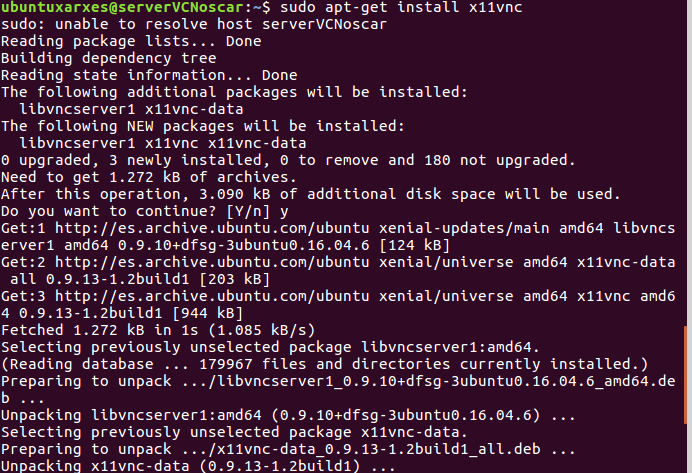 ubuntuxarxes@serverVCNoscar:~$ sudo apt-get install x11vnc
sudo: unable to resolve host serverVCNoscar
Reading package lists... Done
Building dependency tree
Reading state information... Done
The following additional packages will be installed:
  libvncserver1 x11vnc-data
The following NEW packages will be installed:
  libvncserver1 x11vnc x11vnc-data
0 upgraded, 3 newly installed, 0 to remove and 180 not upgraded.
Need to get 1.272 kB of archives.
After this operation, 3.090 kB of additional disk space will be used.
Do you want to continue? [Y/n] y
Get:1 http://es.archive.ubuntu.com/ubuntu xenial-updates/main amd64 libvncs
erver1 amd64 0.9.10+dfsg-3ubuntu0.16.04.6 [124 kB]
Get:2 http://es.archive.ubuntu.com/ubuntu xenial/universe amd64 x11vnc-data
 all 0.9.13-1.2build1 [203 kB]
Get:3 http://es.archive.ubuntu.com/ubuntu xenial/universe amd64 x11vnc amd6
4 0.9.13-1.2build1 [944 kB]
Fetched 1.272 kB in 1s (1.085 kB/s)
Selecting previously unselected package libvncserver1:amd64.
(Reading database ... 179967 files and directories currently installed.)
Preparing to unpack .../libvncserver1_0.9.10+dfsg-3ubuntu0.16.04.6_amd64.de
b ...
Unpacking libvncserver1:amd64 (0.9.10+dfsg-3ubuntu0.16.04.6) ...
Selecting previously unselected package x11vnc-data.
Preparing to unpack .../x11vnc-data_0.9.13-1.2build1_all.deb ...
Unpacking x11vnc-data (0.9.13-1.2build1) ...